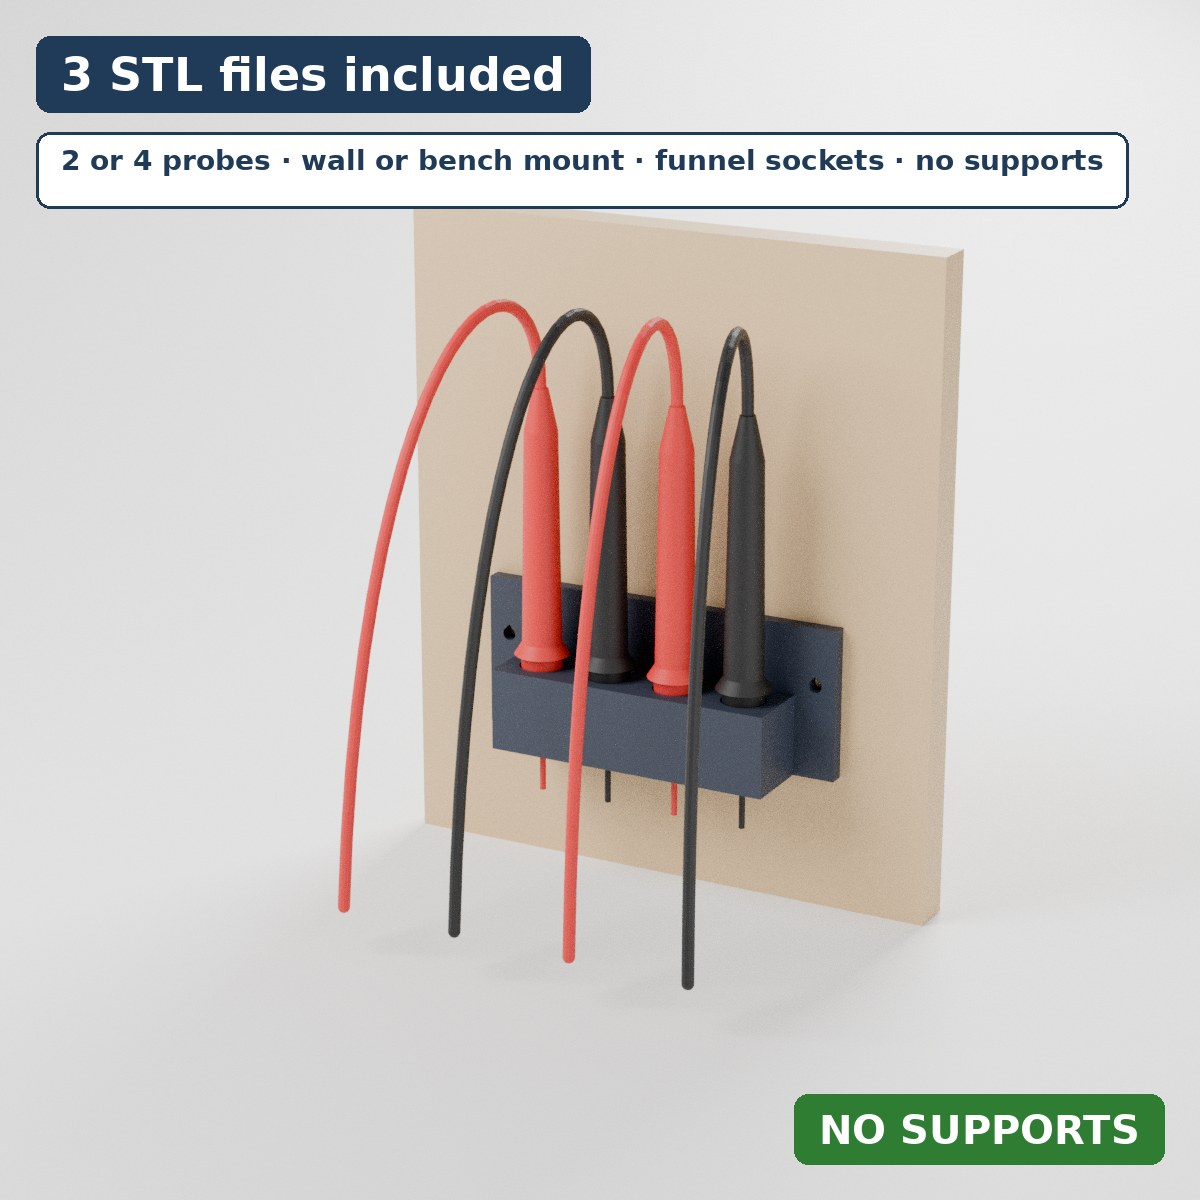 3 STL files included
2 or 4 probes · wall or bench mount · funnel sockets · no supports
NO SUPPORTS